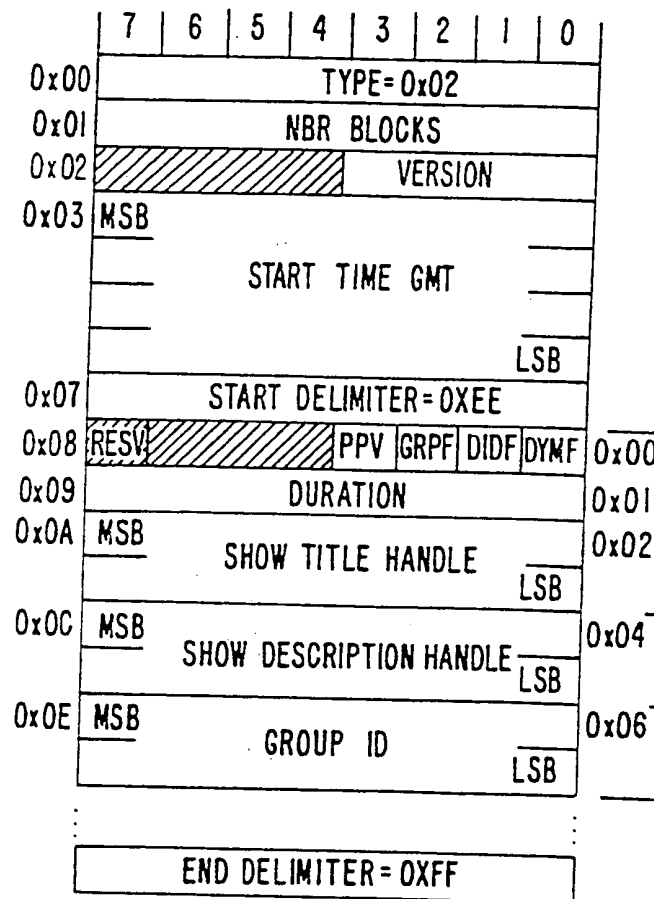 7 6 5 4 3 2 1 0
0x00 TYPE=0x02
0x01 NBR BLOCKS
0x02 VERSION
0x03 MSB
START TIME GMT
LSB
0x07 START DELIMITER=0XEE
0x08 RESV PPV GRPF DIDF DYMF 0x00
0x09 DURATION 0x01
0x0A MSB 0x02
SHOW TITLE HANDLE
LSB
0x0C MSB 0x04
SHOW DESCRIPTION HANDLE
LSB
0x0E MSB 0x06
GROUP ID
LSB
END DELIMITER=0XFF